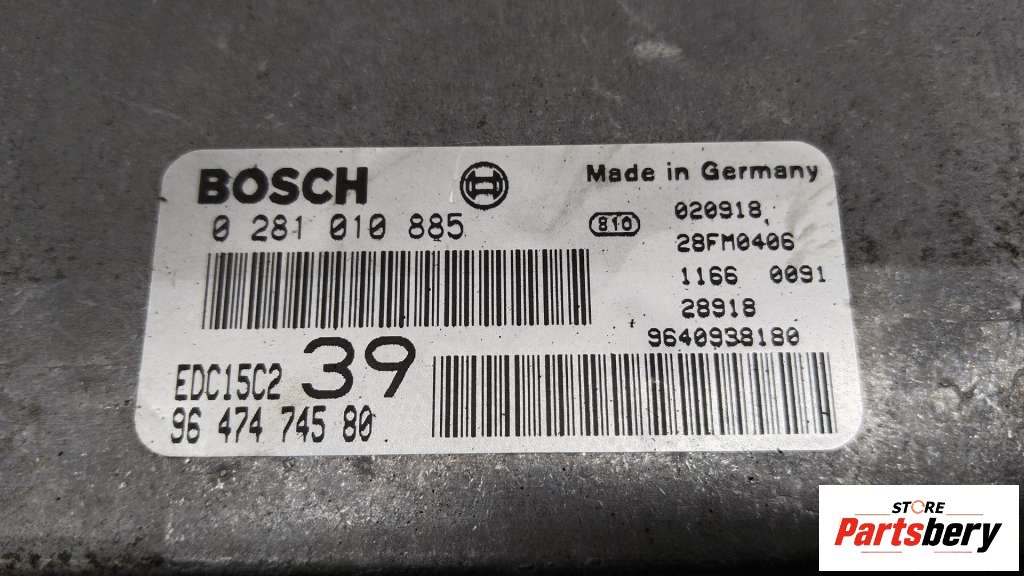 BOSCH
Made in Germany
0 281 010 885
810
020918,
28FM0406
1166 0091
28918
9640938180
EDC15C2
39
96 474 745 80
STORE
Partsbery